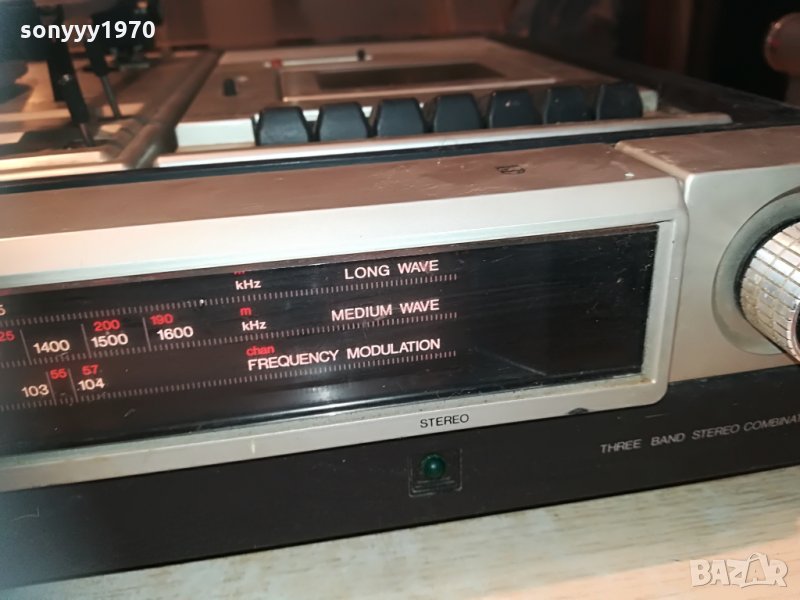 sonyyy1970
m
kHz LONG WAVE
25 200 190 m
1400 1500 1600 kHz MEDIUM WAVE
55 57 chan
103 104 FREQUENCY MODULATION
STEREO
THREE BAND STEREO COMBINAT
BAZAR